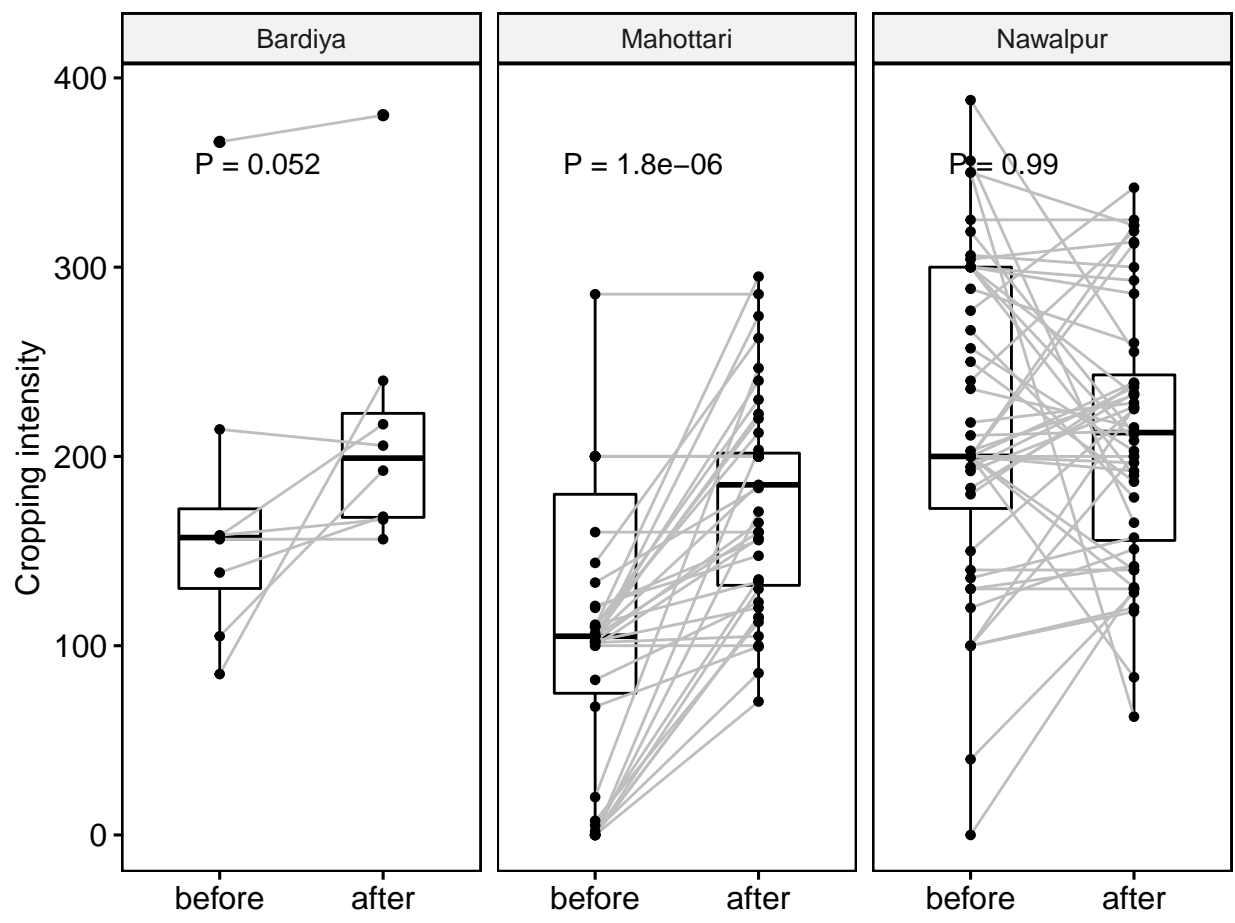 Bardiya
Mahottari
Nawalpur
Cropping intensity
400
300
200
100
0
P = 0.052
P = 1.8e−06
P = 0.99
before
after
before
after
before
after